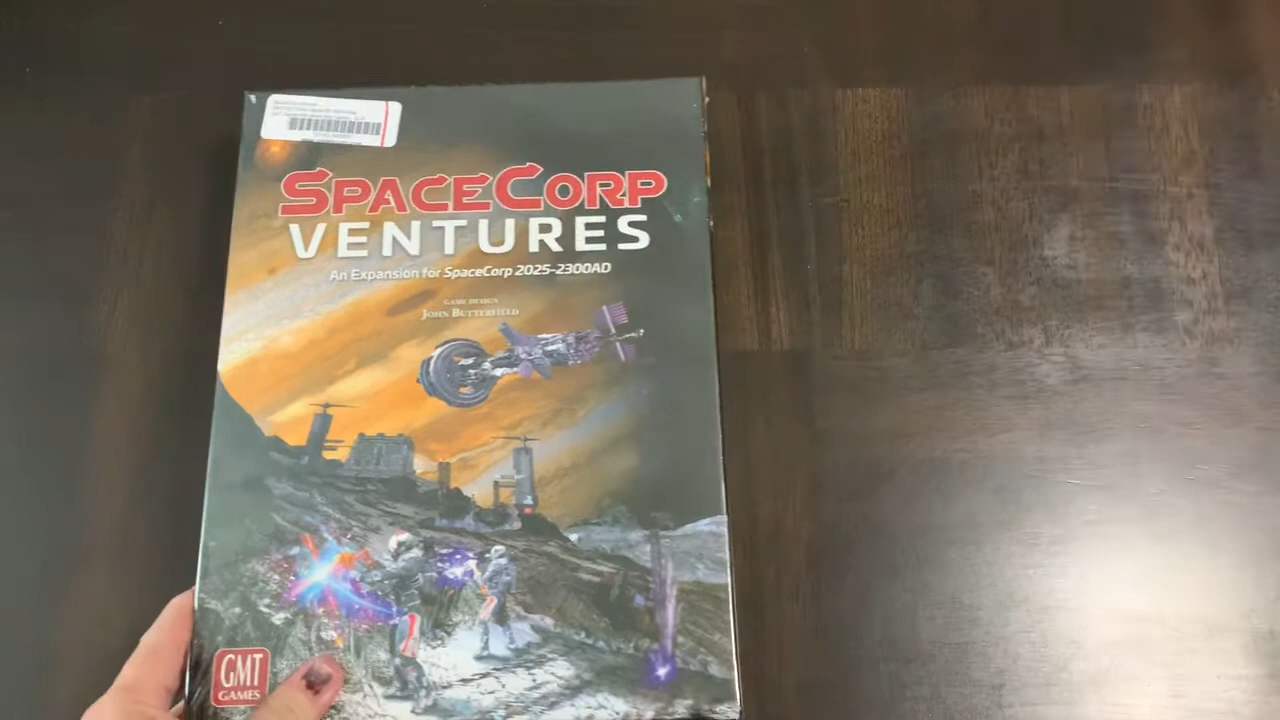 SPACECORP
VENTURES
An Expansion for SpaceCorp 2025-2300AD
GAME DESIGN
JOHN BUTTERFIELD
GMT
GAMES